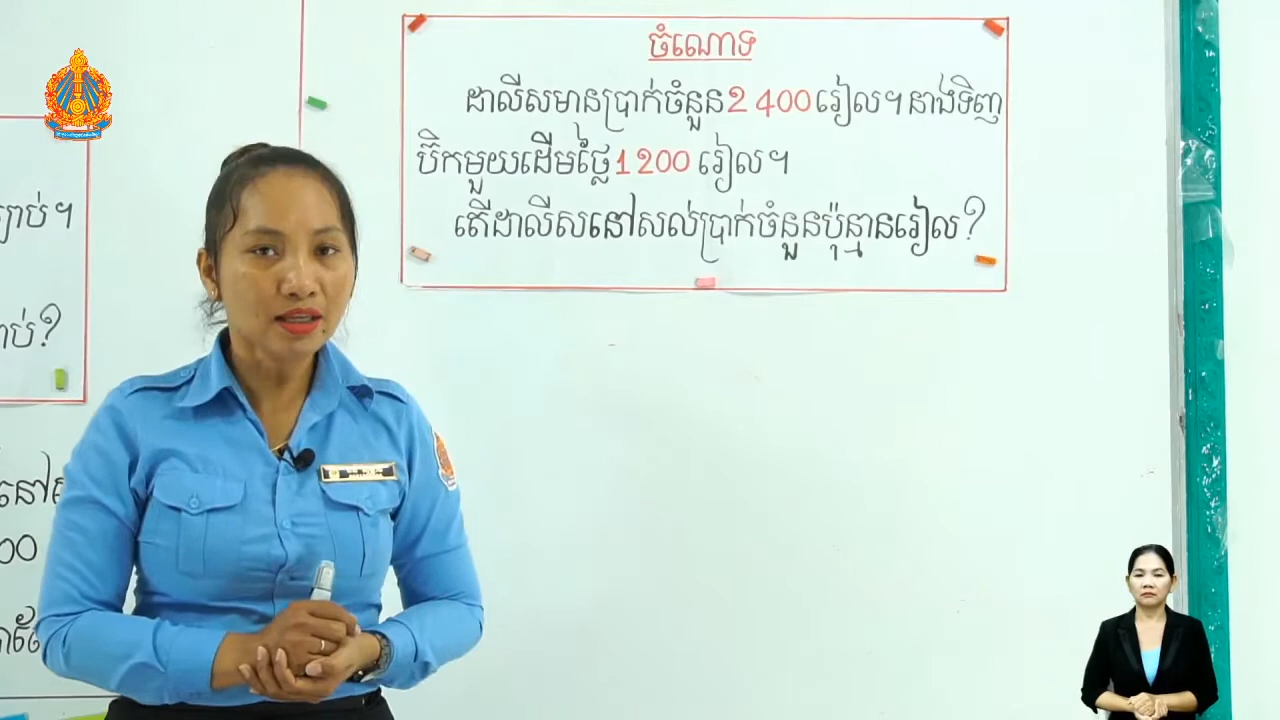 ចំណោទ
ដាលីសមានប្រាក់ចំនួន 2 400 រៀល។ នាងទិញ
ប៊ិកមួយដើមថ្លៃ 1 200 រៀល។
តើដាលីសនៅសល់ប្រាក់ចំនួនប៉ុន្មានរៀល?